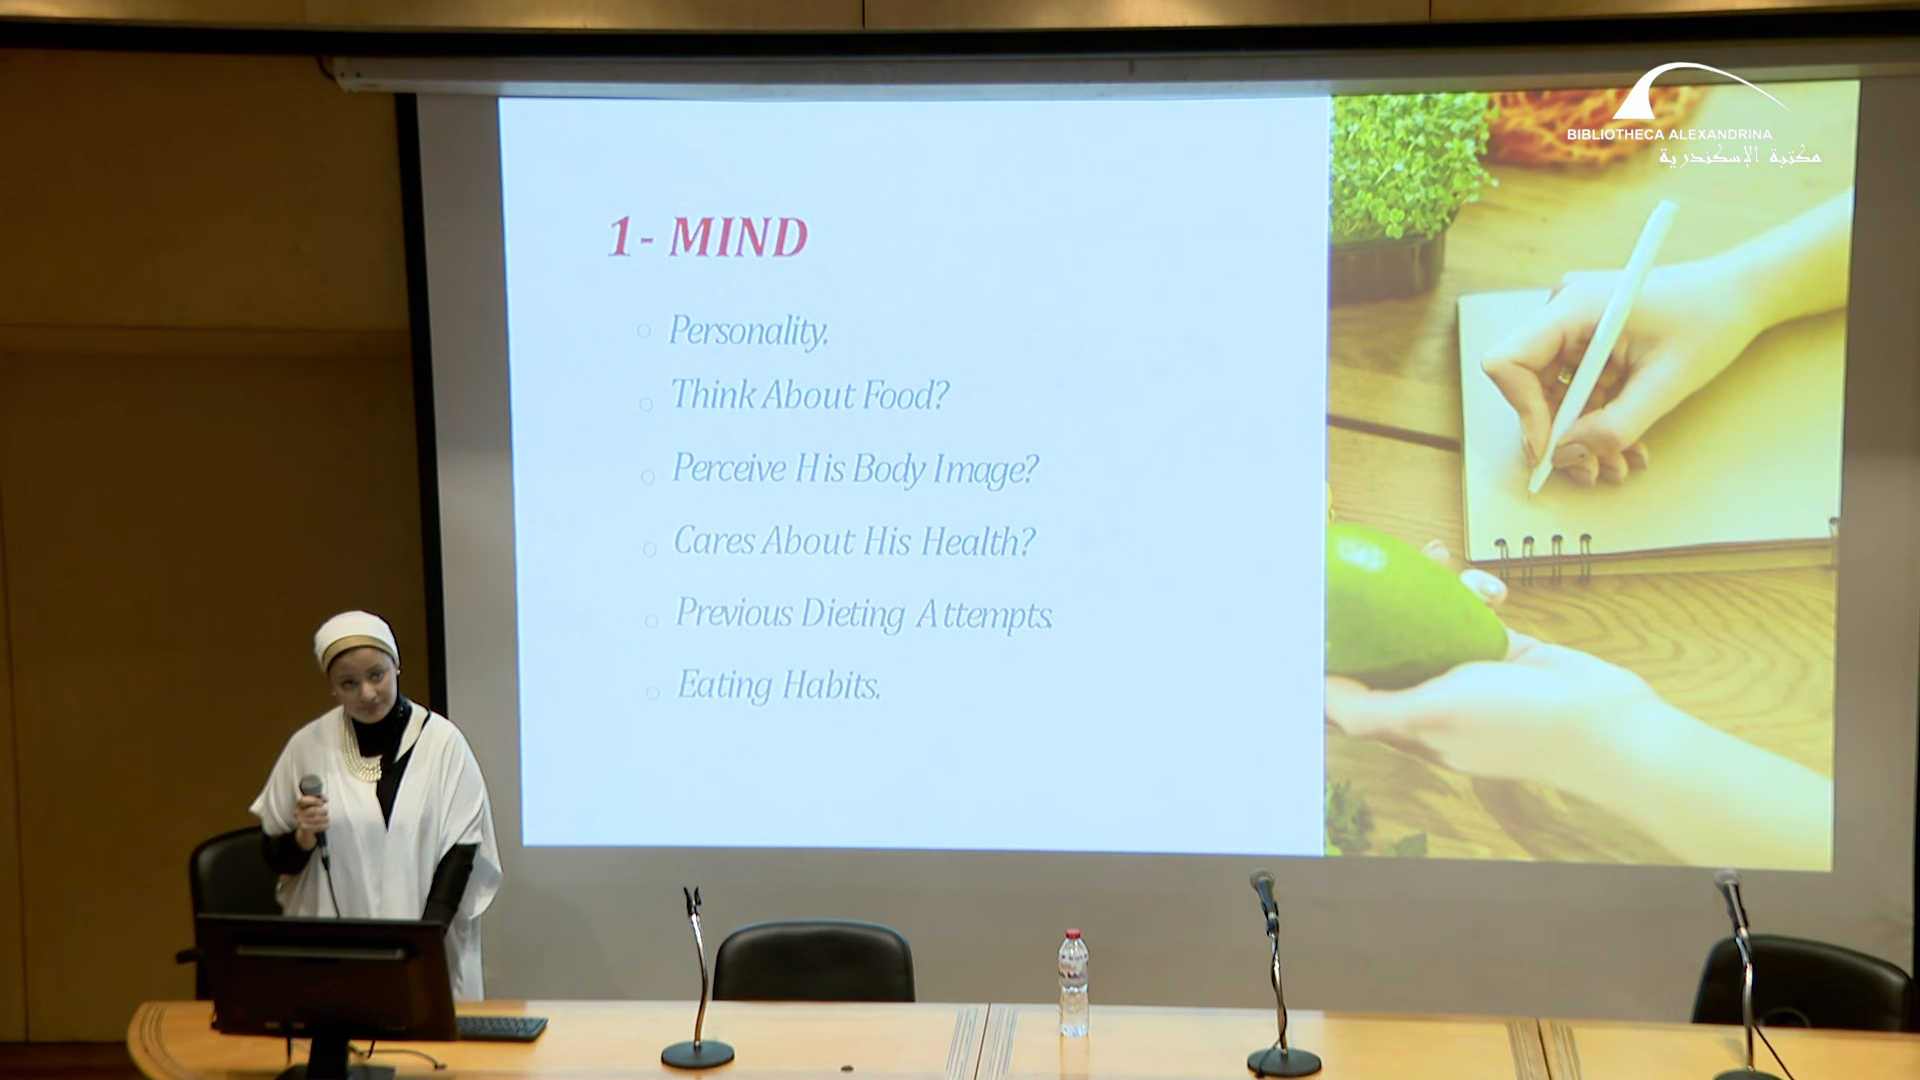 BIBLIOTHECA ALEXANDRINA
مكتبة الإسكندرية
1- MIND
Personality.
Think About Food?
Perceive His Body Image?
Cares About His Health?
Previous Dieting Attempts.
Eating Habits.